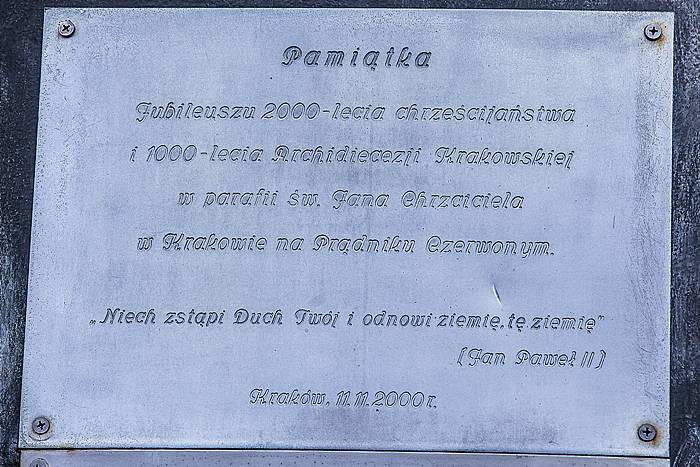 Pamiątka
Jubileuszu 2000-lecia chrześcijaństwa
i 1000-lecia Archidiecezji Krakowskiej
w parafii św. Jana Chrzciciela
w Krakowie na Prądniku Czerwonym.
„Niech zstąpi Duch Twój i odnowi ziemię, tę ziemię"
(Jan Paweł II)
Kraków, 11.11.2000 r.